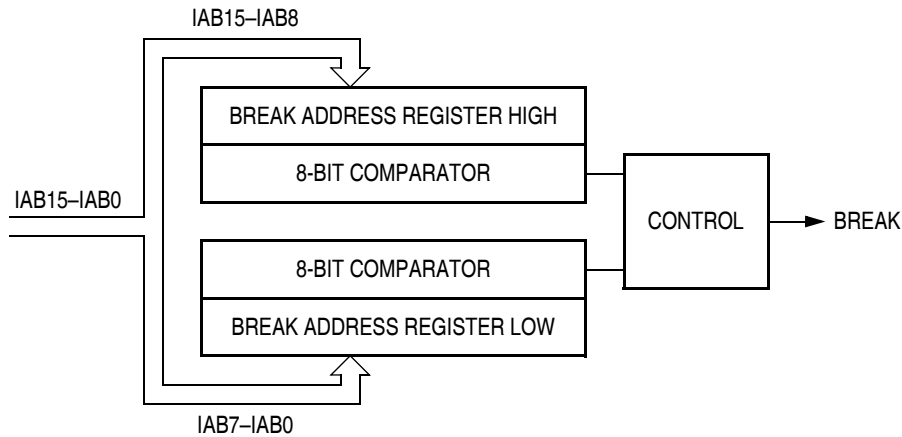 IAB15–IAB8
BREAK ADDRESS REGISTER HIGH
8-BIT COMPARATOR
IAB15–IAB0
CONTROL
BREAK
8-BIT COMPARATOR
BREAK ADDRESS REGISTER LOW
IAB7–IAB0